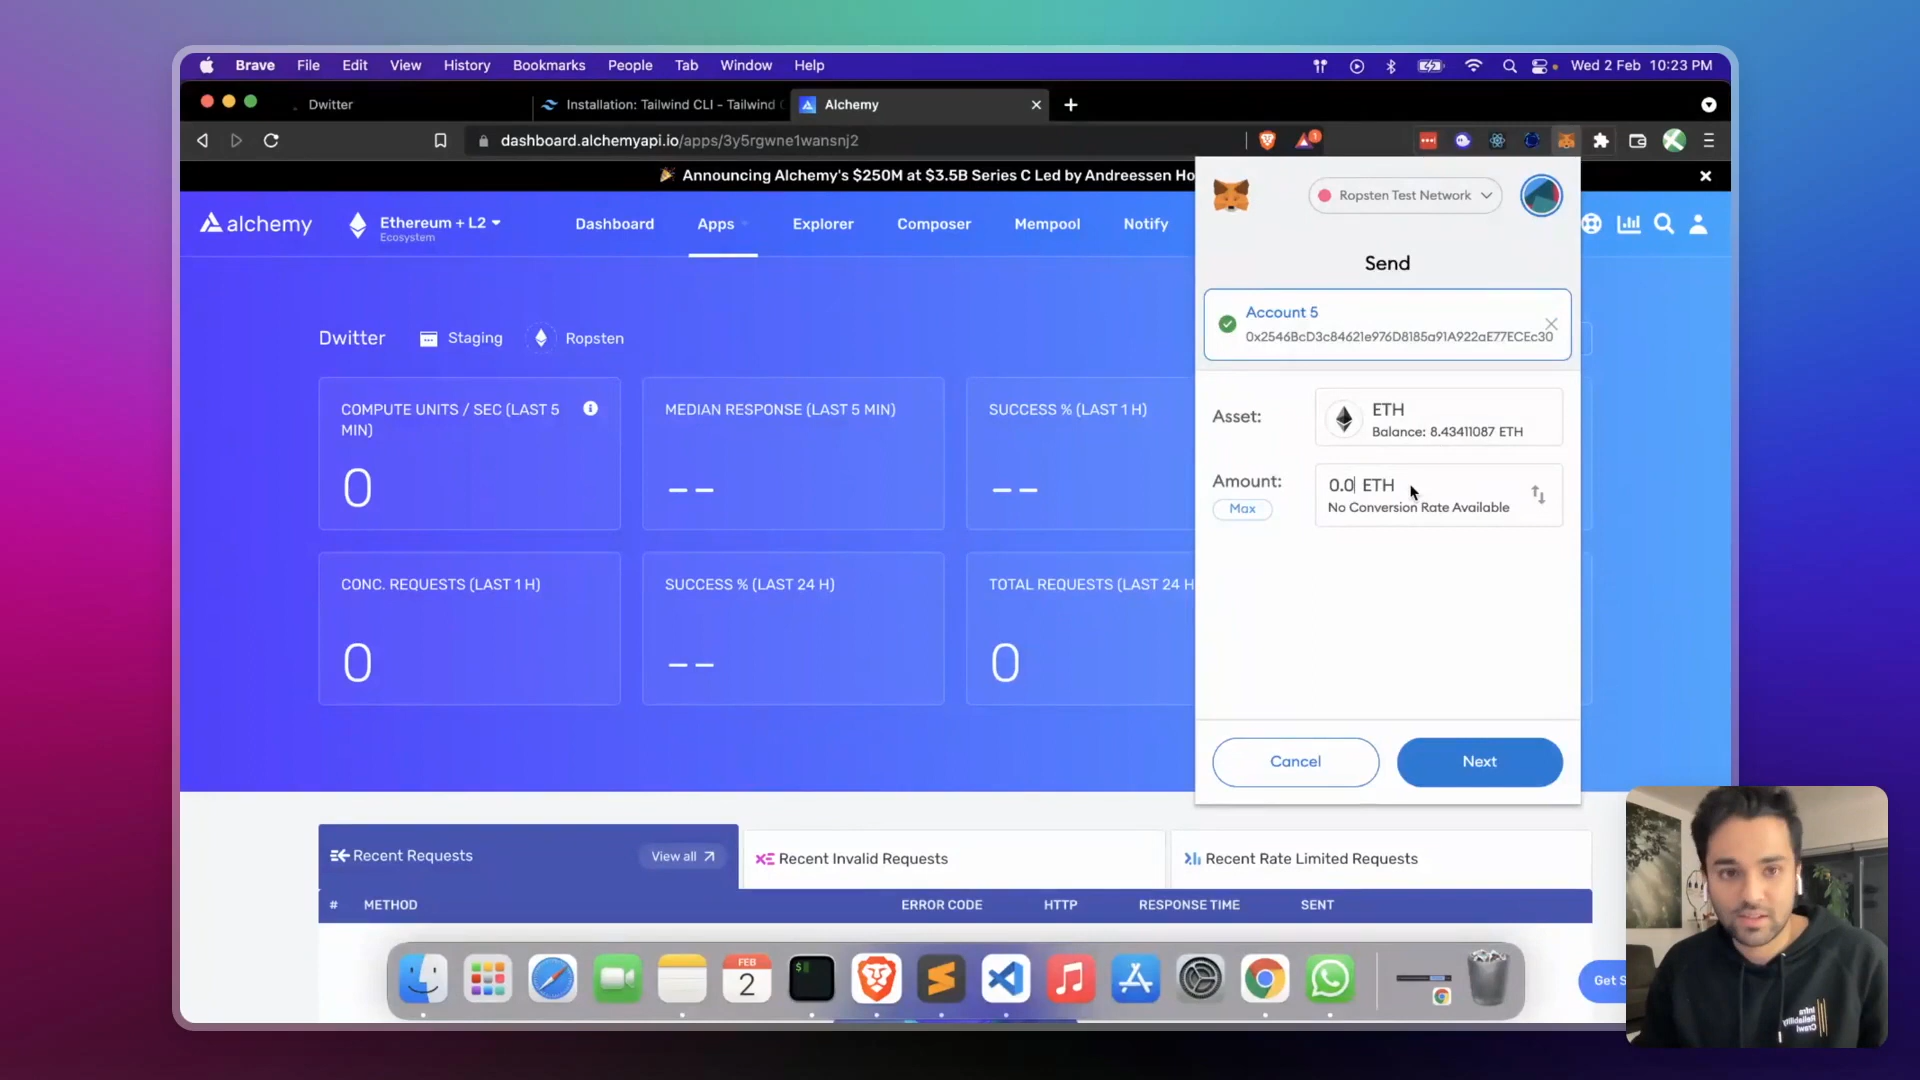 Brave File Edit View History Bookmarks People Tab Window Help
Wed 2 Feb 10:23 PM
Dwitter
Installation: Tailwind CLI - Tailwind
Alchemy
dashboard.alchemyapi.io/apps/3y5rgwne1wansnj2
1
Announcing Alchemy's $250M at $3.5B Series C Led by Andreessen Ho
alchemy
Ethereum + L2
Ecosystem
Dashboard
Apps
Explorer
Composer
Mempool
Notify
Dwitter
Staging
Ropsten
COMPUTE UNITS / SEC (LAST 5
MIN)
0
MEDIAN RESPONSE (LAST 5 MIN)
--
SUCCESS % (LAST 1 H)
--
CONC. REQUESTS (LAST 1 H)
0
SUCCESS % (LAST 24 H)
--
TOTAL REQUESTS (LAST 24 H
0
Ropsten Test Network
Send
Account 5
0x2546BcD3c84621e976D8185a91A922aE77ECEc30
Asset:
ETH
Balance: 8.43411087 ETH
Amount:
Max
0.0 ETH
No Conversion Rate Available
Cancel
Next
Recent Requests
View all
Recent Invalid Requests
Recent Rate Limited Requests
# METHOD ERROR CODE HTTP RESPONSE TIME SENT
FEB
2
$
Get S
Infra
Reliability
Crawl